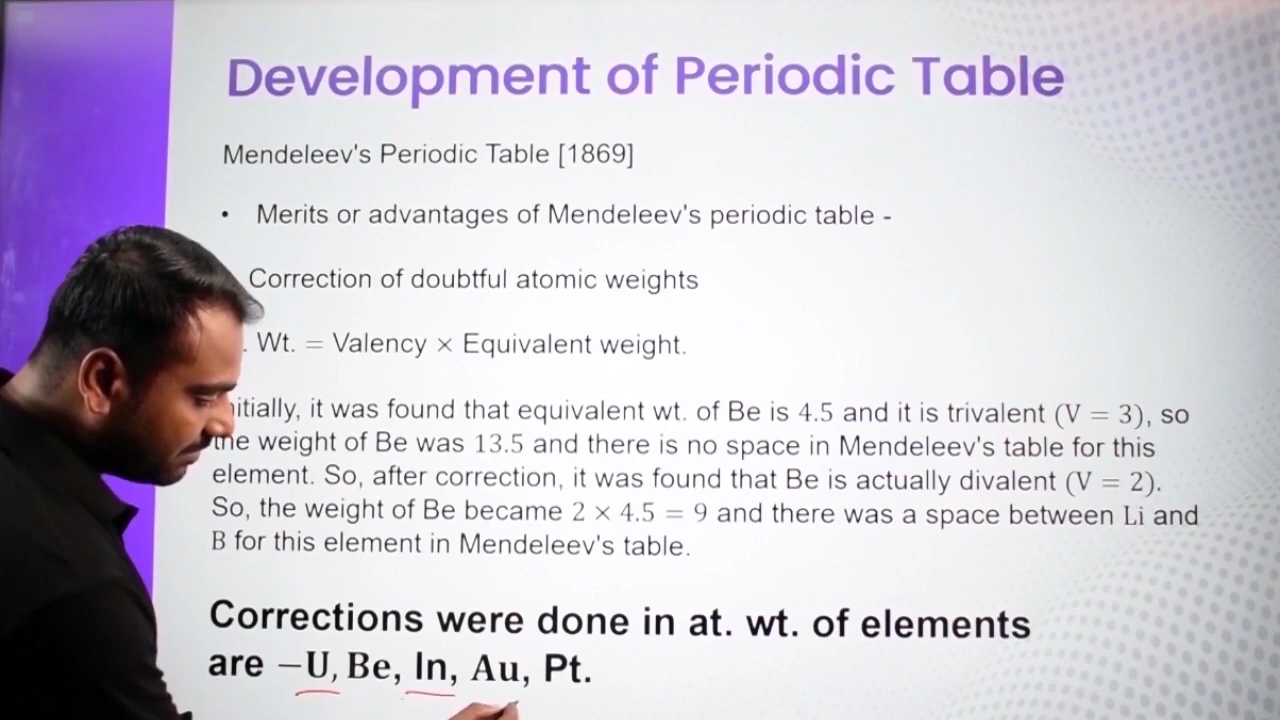 Development of Periodic Table
Mendeleev's Periodic Table [1869]
• Merits or advantages of Mendeleev's periodic table -
Correction of doubtful atomic weights
. Wt. = Valency × Equivalent weight.
it was found that equivalent wt. of Be is 4.5 and it is trivalent (V = 3), so
the weight of Be was 13.5 and there is no space in Mendeleev's table for this
element. So, after correction, it was found that Be is actually divalent (V = 2).
So, the weight of Be became 2 × 4.5 = 9 and there was a space between Li and
B for this element in Mendeleev's table.
Corrections were done in at. wt. of elements
are –U, Be, In, Au, Pt.